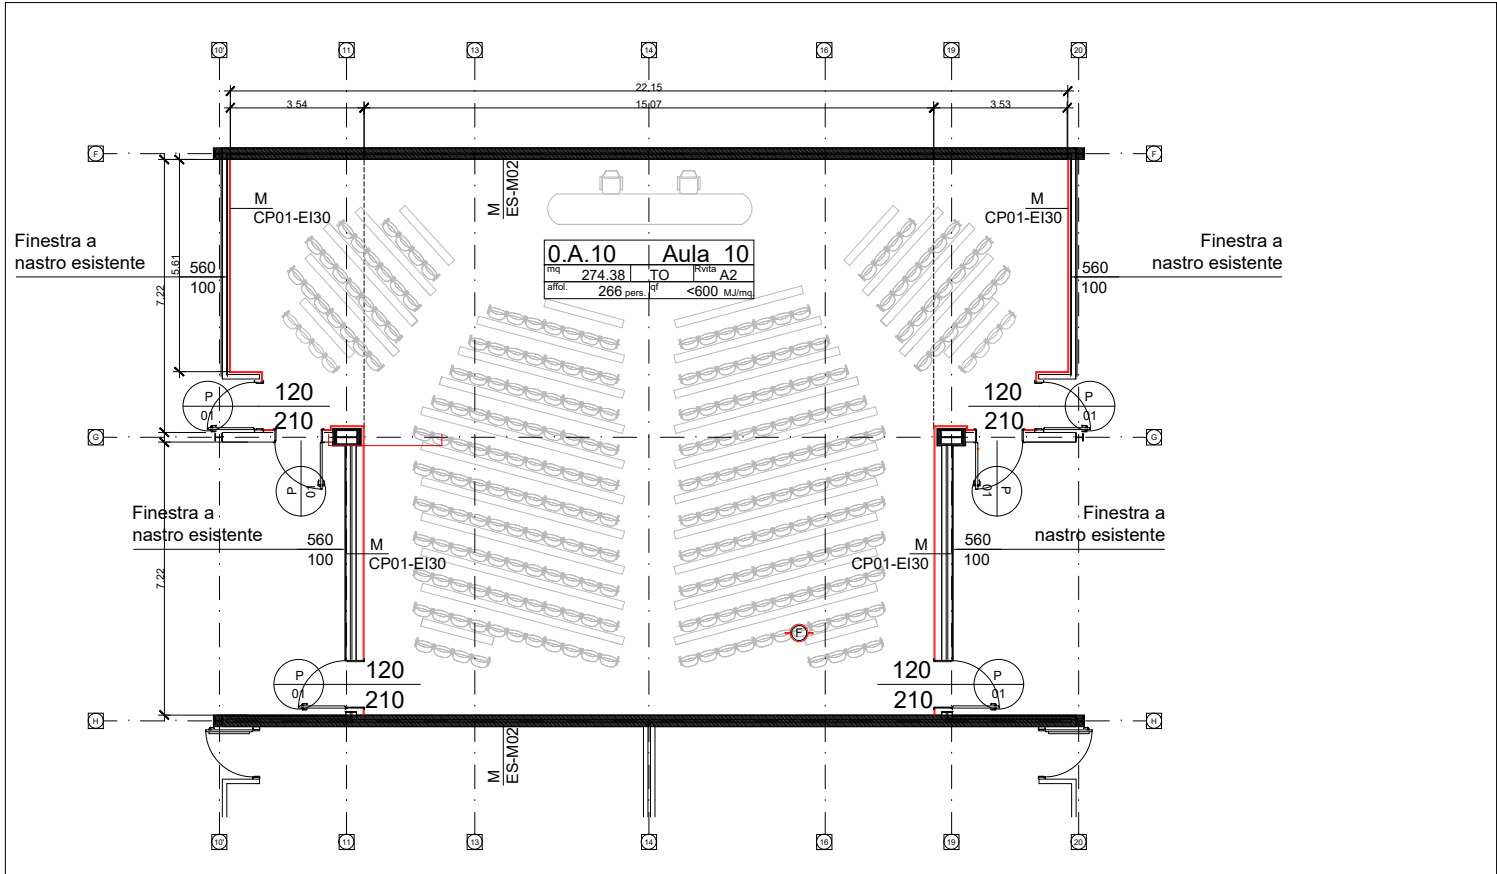 10' 11 13 14 16 19 20
22.15
3.54 15.07 3.53
F F
M
CP01-EI30
M
ES-M02
M
CP01-EI30
Finestra a
nastro esistente
560
100
5.61
7.22
0.A.10 Aula 10
mq 274.38 TO Rvita A2
affol. 266 pers. qf <600 MJ/mq
Finestra a
nastro esistente
560
100
P
01
120
210
120
210
P
01
G G
P
01
P
01
Finestra a
nastro esistente
560
100
M
CP01-EI30
M
CP01-EI30
560
100
Finestra a
nastro esistente
7.22
F
P
01
120
210
120
210
P
01
H H
M
ES-M02
10' 11 13 14 16 19 20